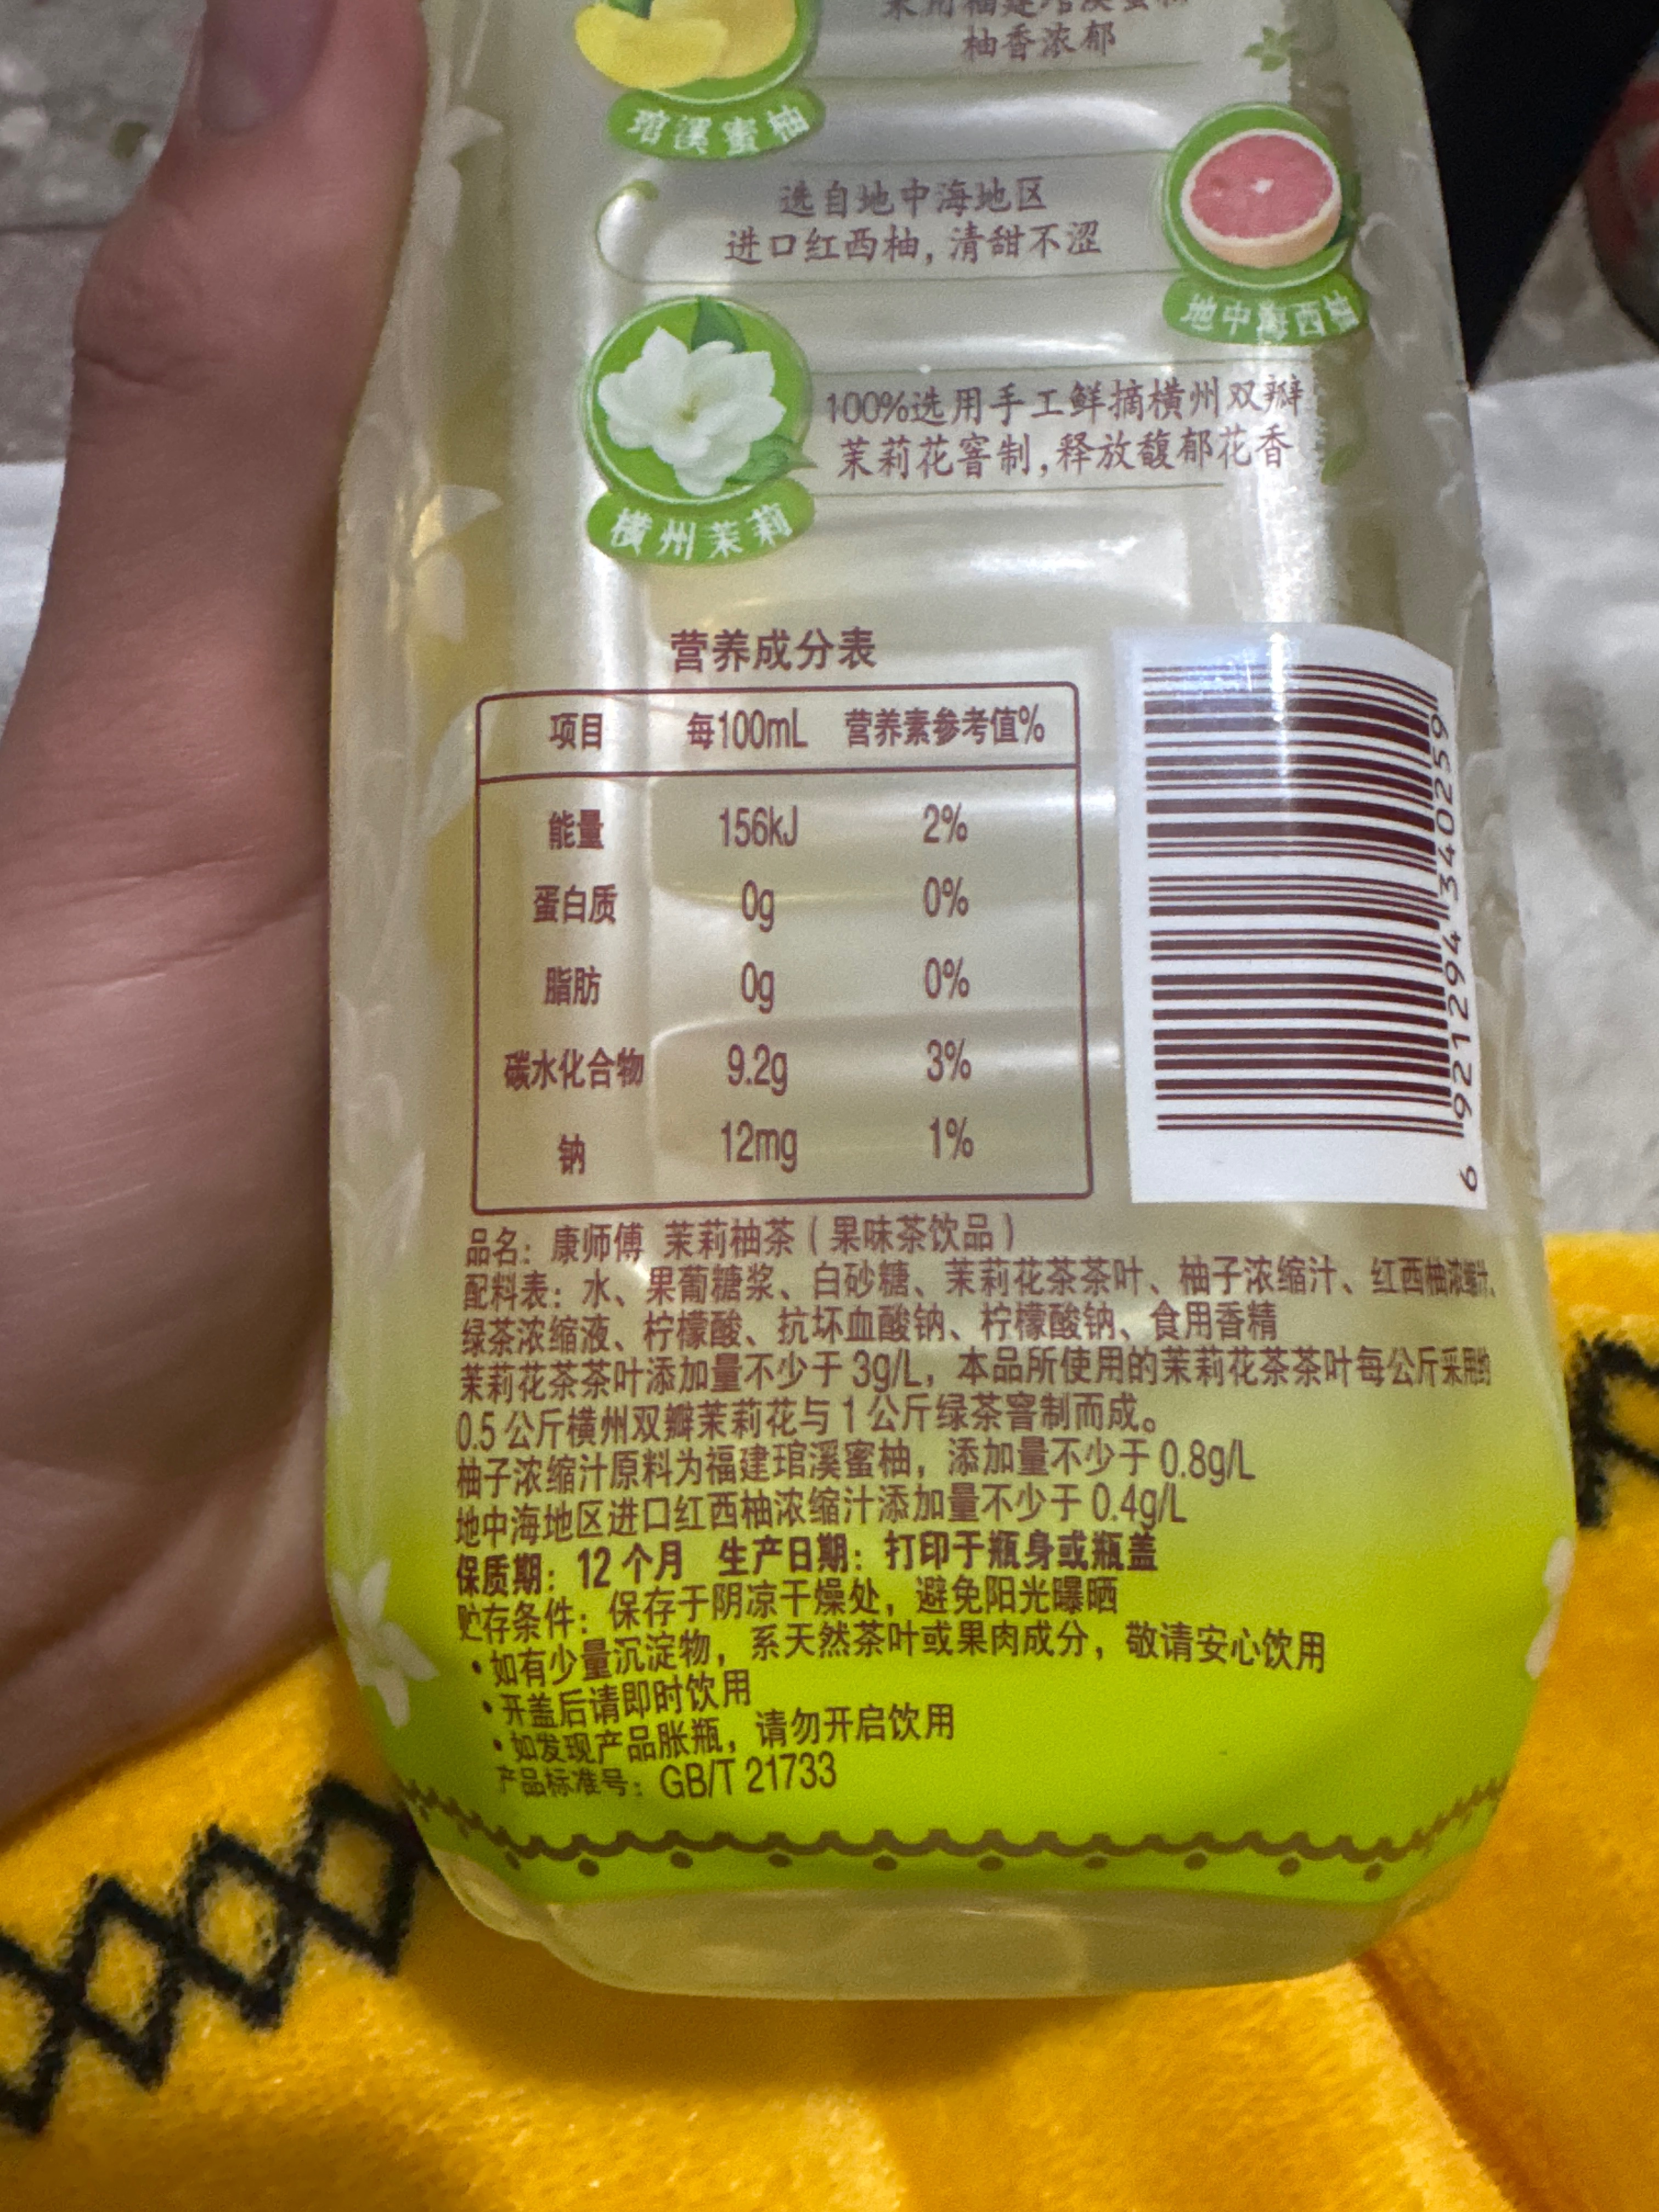 柚香浓郁
琯溪蜜柚
选自地中海地区
进口红西柚,清甜不涩
地中海西柚
100%选用手工鲜摘横州双瓣
茉莉花窨制,释放馥郁花香
横州茉莉
营养成分表
项目 每100mL 营养素参考值%
能量 156kJ 2%
蛋白质 0g 0%
脂肪 0g 0%
碳水化合物 9.2g 3%
钠 12mg 1%
6 921294 340259
品名：康师傅 茉莉柚茶（果味茶饮品）
配料表：水、果葡糖浆、白砂糖、茉莉花茶茶叶、柚子浓缩汁、红西柚浓缩汁、
绿茶浓缩液、柠檬酸、抗坏血酸钠、柠檬酸钠、食用香精
茉莉花茶茶叶添加量不少于 3g/L，本品所使用的茉莉花茶茶叶每公斤采用约
0.5 公斤横州双瓣茉莉花与 1 公斤绿茶窨制而成。
柚子浓缩汁原料为福建琯溪蜜柚，添加量不少于 0.8g/L
地中海地区进口红西柚浓缩汁添加量不少于 0.4g/L
保质期：12 个月 生产日期：打印于瓶身或瓶盖
贮存条件：保存于阴凉干燥处，避免阳光曝晒
•如有少量沉淀物，系天然茶叶或果肉成分，敬请安心饮用
•开盖后请即时饮用
•如发现产品胀瓶，请勿开启饮用
产品标准号：GB/T 21733